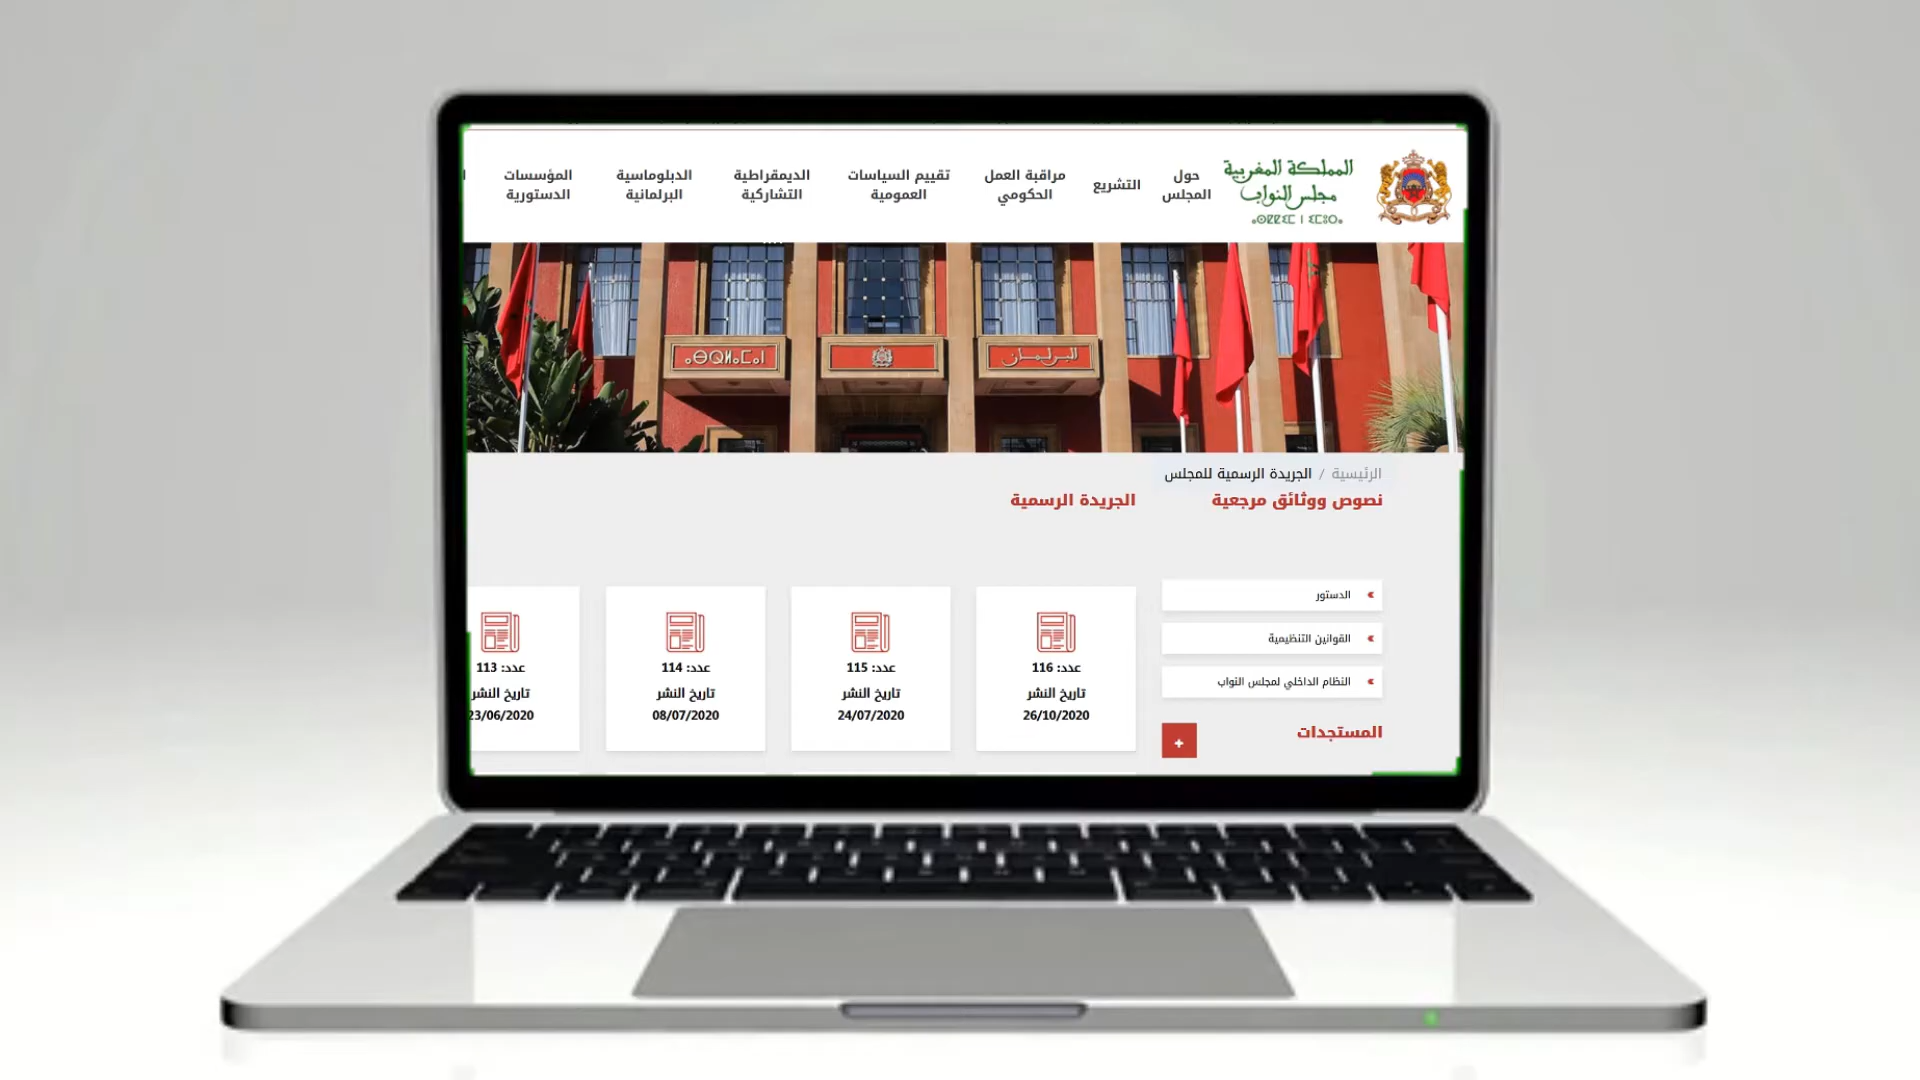 المملكة المغربية
مجلس النواب
حول المجلس
التشريع
مراقبة العمل الحكومي
تقييم السياسات العمومية
الديمقراطية التشاركية
الدبلوماسية البرلمانية
المؤسسات الدستورية
البرلمان
ⴰⴱⵕⵍⴰⵎⴰⵏ
الرئيسية / الجريدة الرسمية للمجلس
نصوص ووثائق مرجعية
الجريدة الرسمية
الدستور
القوانين التنظيمية
النظام الداخلي لمجلس النواب
المستجدات
+
عدد: 116
تاريخ النشر
26/10/2020
عدد: 115
تاريخ النشر
24/07/2020
عدد: 114
تاريخ النشر
08/07/2020
عدد: 113
تاريخ النشر
23/06/2020